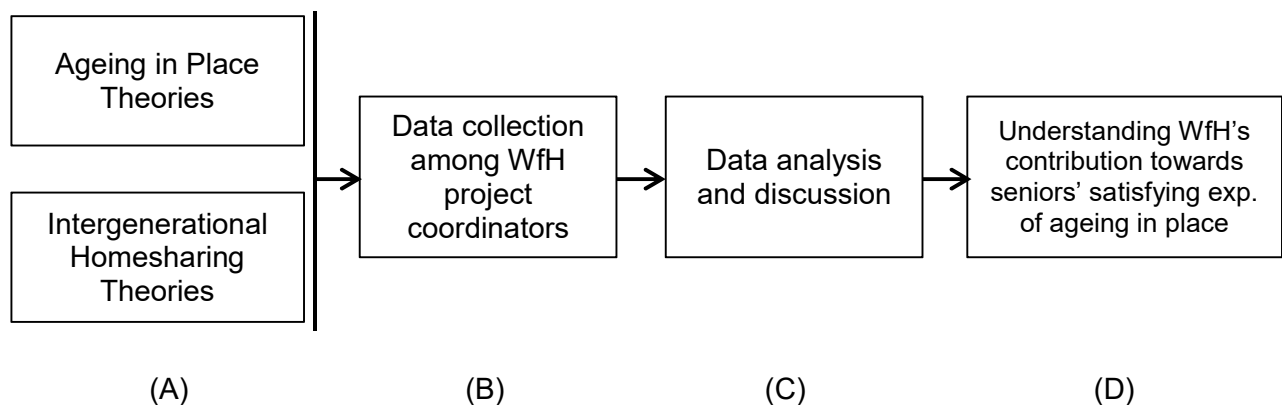 Ageing in Place
Theories
Intergenerational
Homesharing
Theories
Data collection
among WfH
project
coordinators
Data analysis
and discussion
Understanding WfH’s
contribution towards
seniors’ satisfying exp.
of ageing in place
(A)
(B)
(C)
(D)